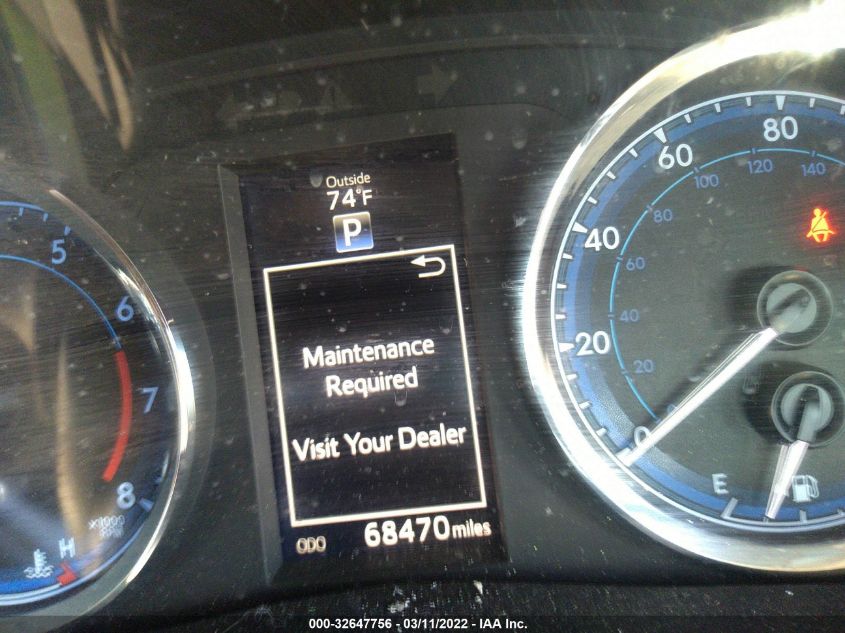 Outside
74°F
P
Maintenance
Required
Visit Your Dealer
ODO 68470 miles
5
6
7
8
x1000
RPM
H
80
60
40
20
0
140
120
100
80
60
40
20
E
000-32647756 - 03/11/2022 - IAA Inc.